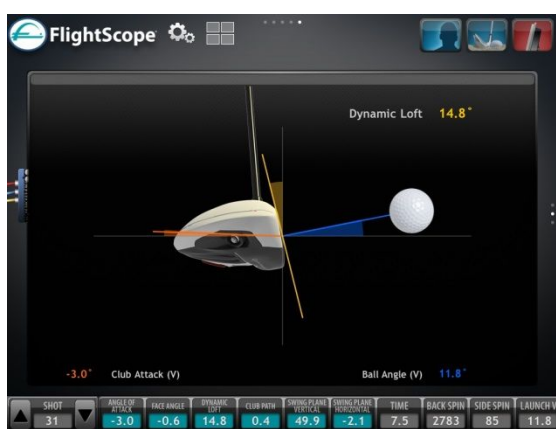 FlightScope
Dynamic Loft 14.8°
-3.0° Club Attack (V) Ball Angle (V) 11.8°
SHOT ANGLE OF ATTACK FACE ANGLE DYNAMIC LOFT CLUB PATH SWING PLANE VERTICAL SWING PLANE HORIZONTAL TIME BACK SPIN SIDE SPIN LAUNCH V
31 -3.0 -0.6 14.8 0.4 49.9 -2.1 7.5 2783 85 11.8